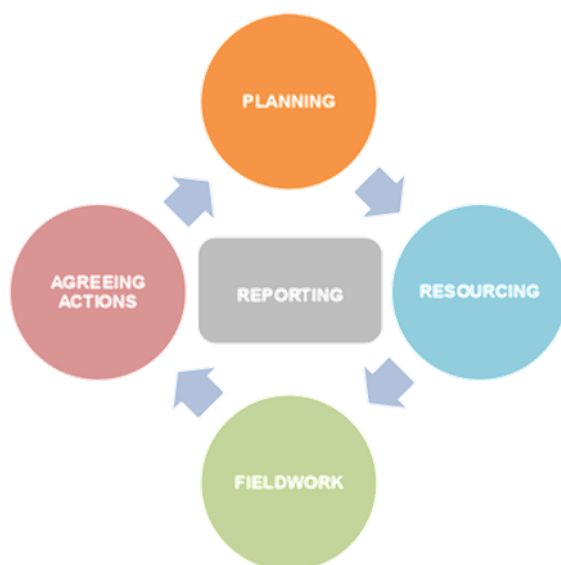 PLANNING
AGREEING
ACTIONS
REPORTING
RESOURCING
FIELDWORK